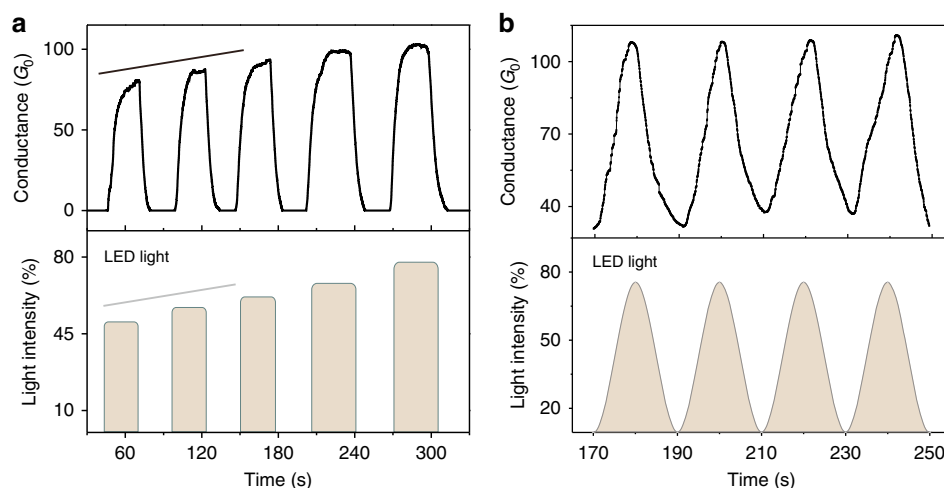 a
Conductance (G0)
100
50
0
Light intensity (%)
80
45
10
LED light
60
120
180
240
300
Time (s)
b
Conductance (G0)
100
70
40
Light intensity (%)
80
50
20
LED light
170
190
210
230
250
Time (s)